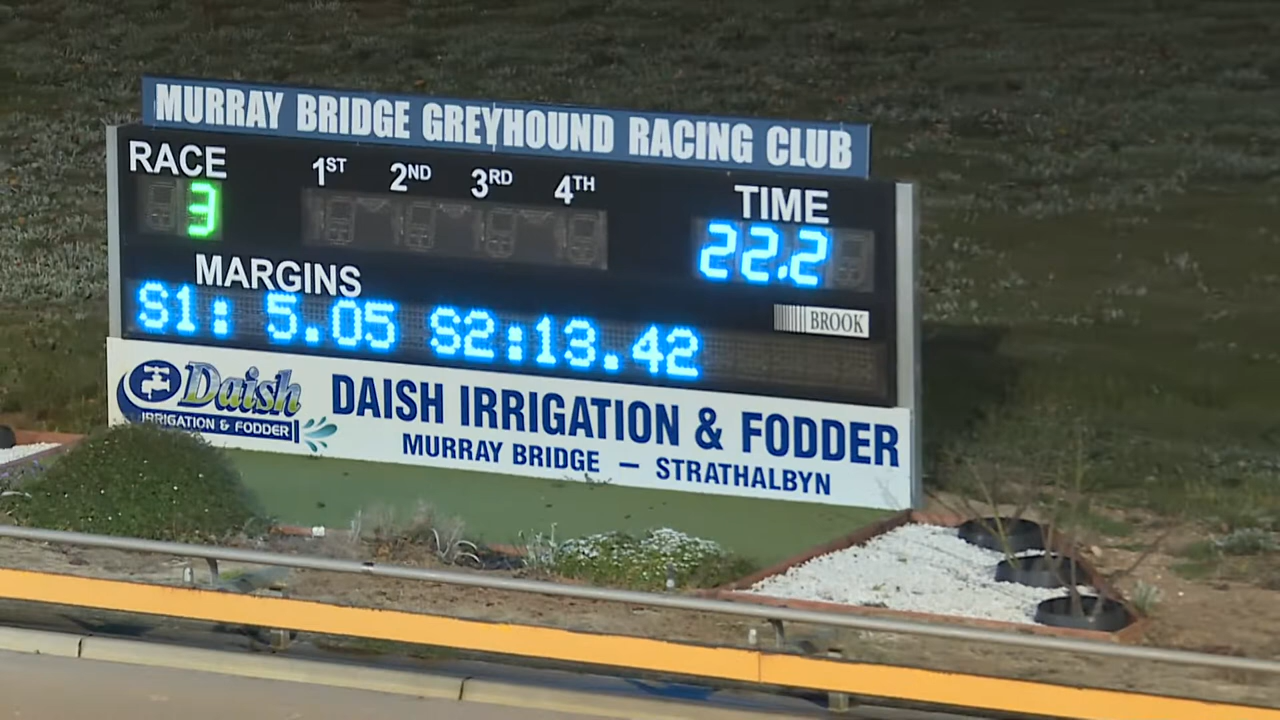 MURRAY BRIDGE GREYHOUND RACING CLUB
RACE 1ST 2ND 3RD 4TH TIME
3 22.2
MARGINS
S1: 5.05 S2:13.42
BROOK
Daish
IRRIGATION & FODDER
DAISH IRRIGATION & FODDER
MURRAY BRIDGE – STRATHALBYN